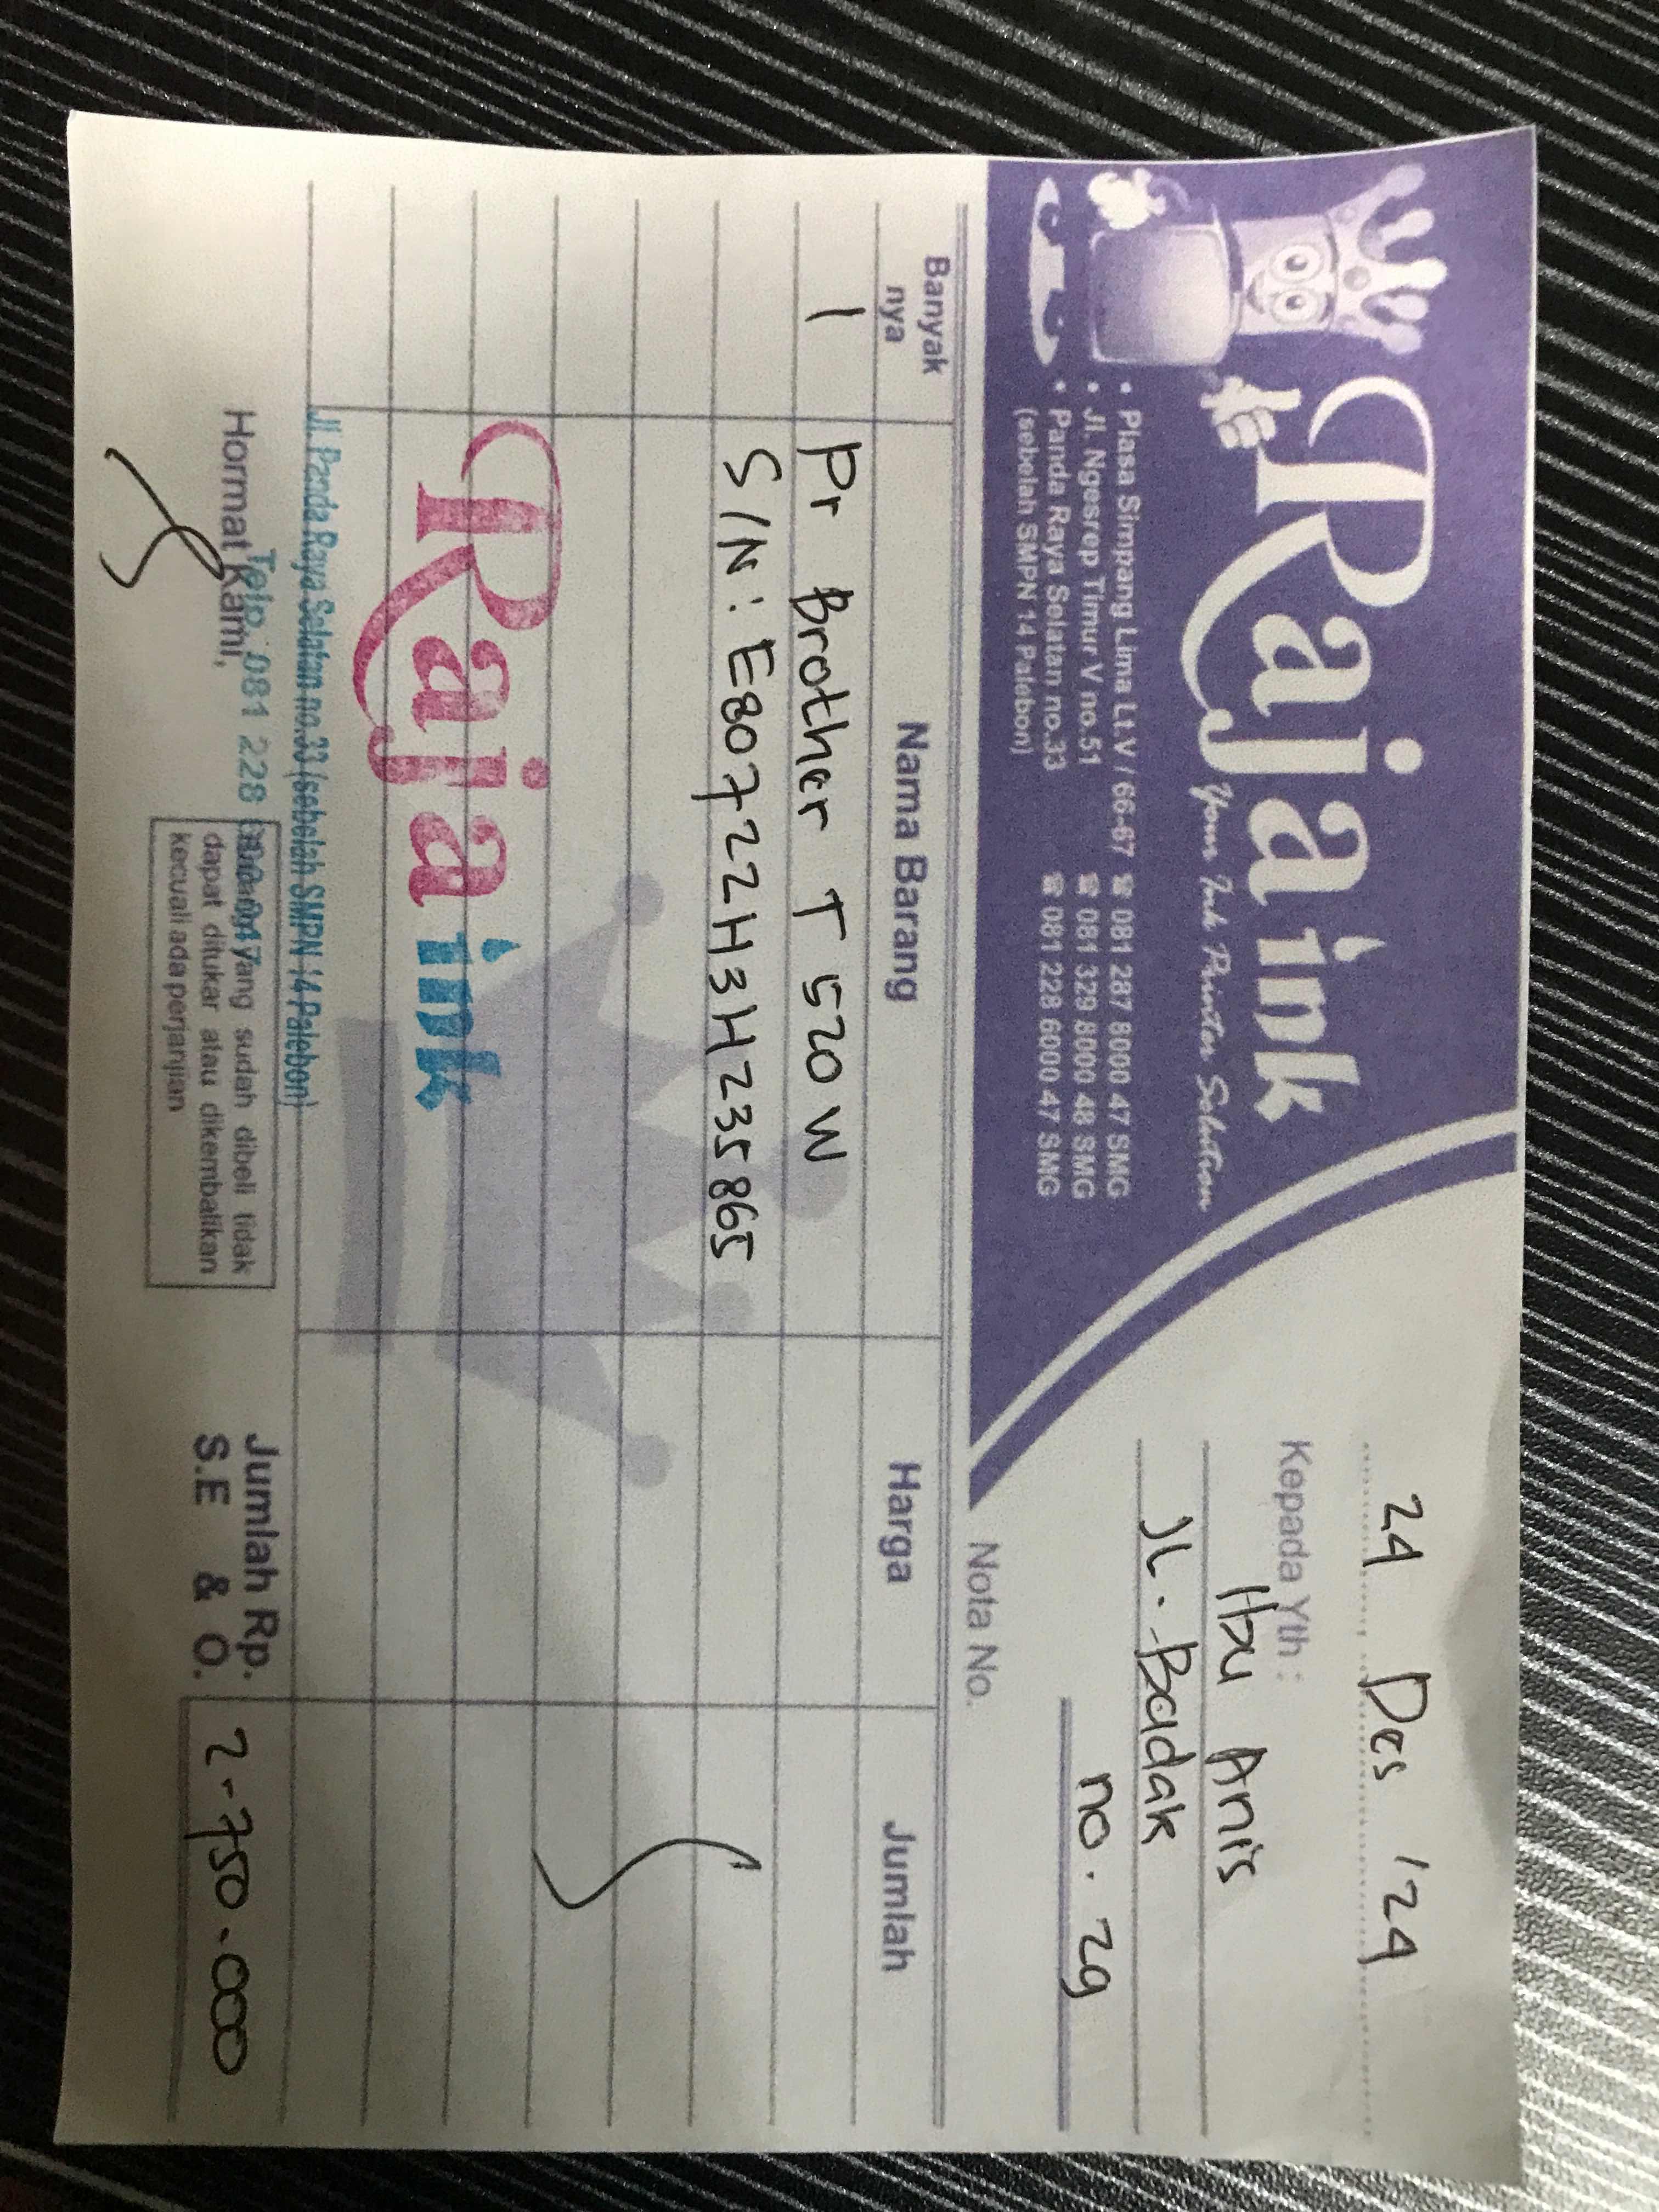 Raja ink
Your Ink Printer Solution
• Plasa Simpang Lima Lt.V / 66-67 ☎ 081 287 8000 47 SMG
• Jl. Ngesrep Timur V no.51 ☎ 081 329 8000 48 SMG
• Panda Raya Selatan no.33 ☎ 081 228 6000 47 SMG
(sebelah SMPN 14 Palebon)
24 Des '24
Kepada Yth :
Ibu Anis
JL. Badak
no. 29
Nota No.
Banyak nya Nama Barang Harga Jumlah
1 Pr Brother T 520 W
S/N : E80722H3H235865
Raja ink
Jl. Panda Raya Selatan no.33 (sebelah SMPN 14 Palebon)
Telp. 081 228
Hormat Kami,
yang sudah dibeli tidak
dapat ditukar atau dikembalikan
kecuali ada perjanjian
Jumlah Rp. 2.750.000
S.E & O.